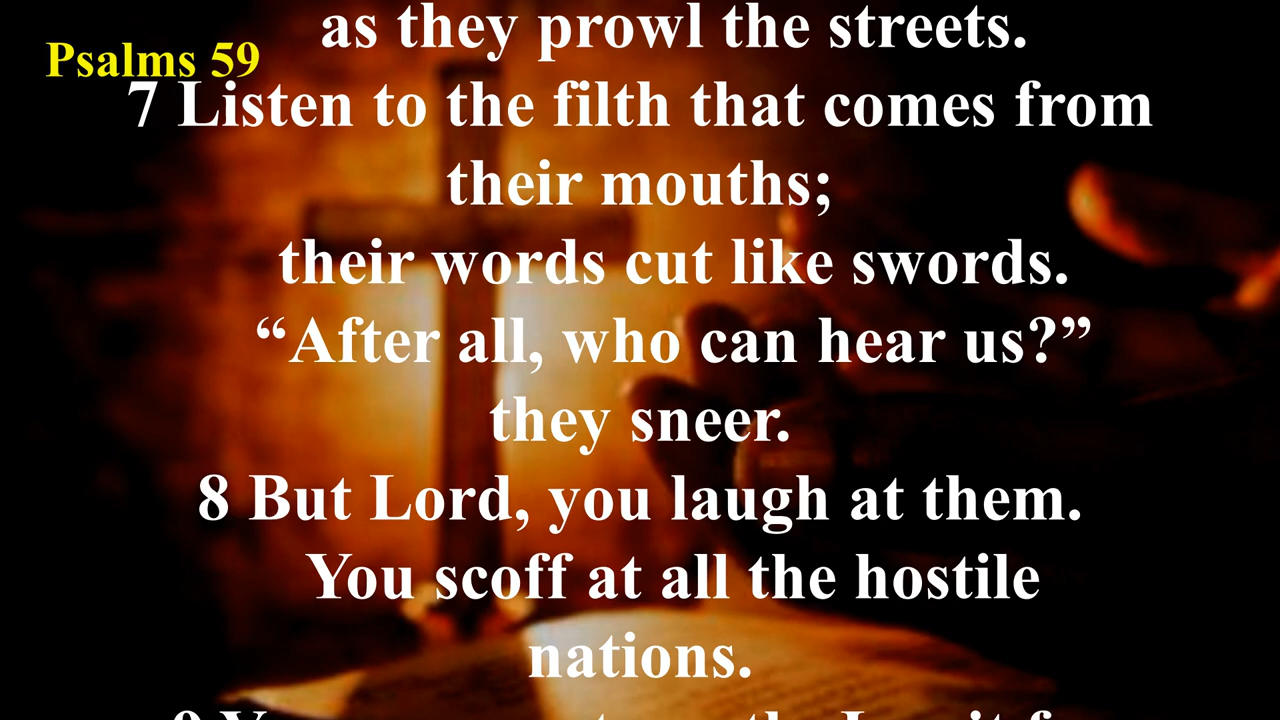 as they prowl the streets.
Psalms 59
7 Listen to the filth that comes from
their mouths;
their words cut like swords.
“After all, who can hear us?”
they sneer.
8 But Lord, you laugh at them.
You scoff at all the hostile
nations.